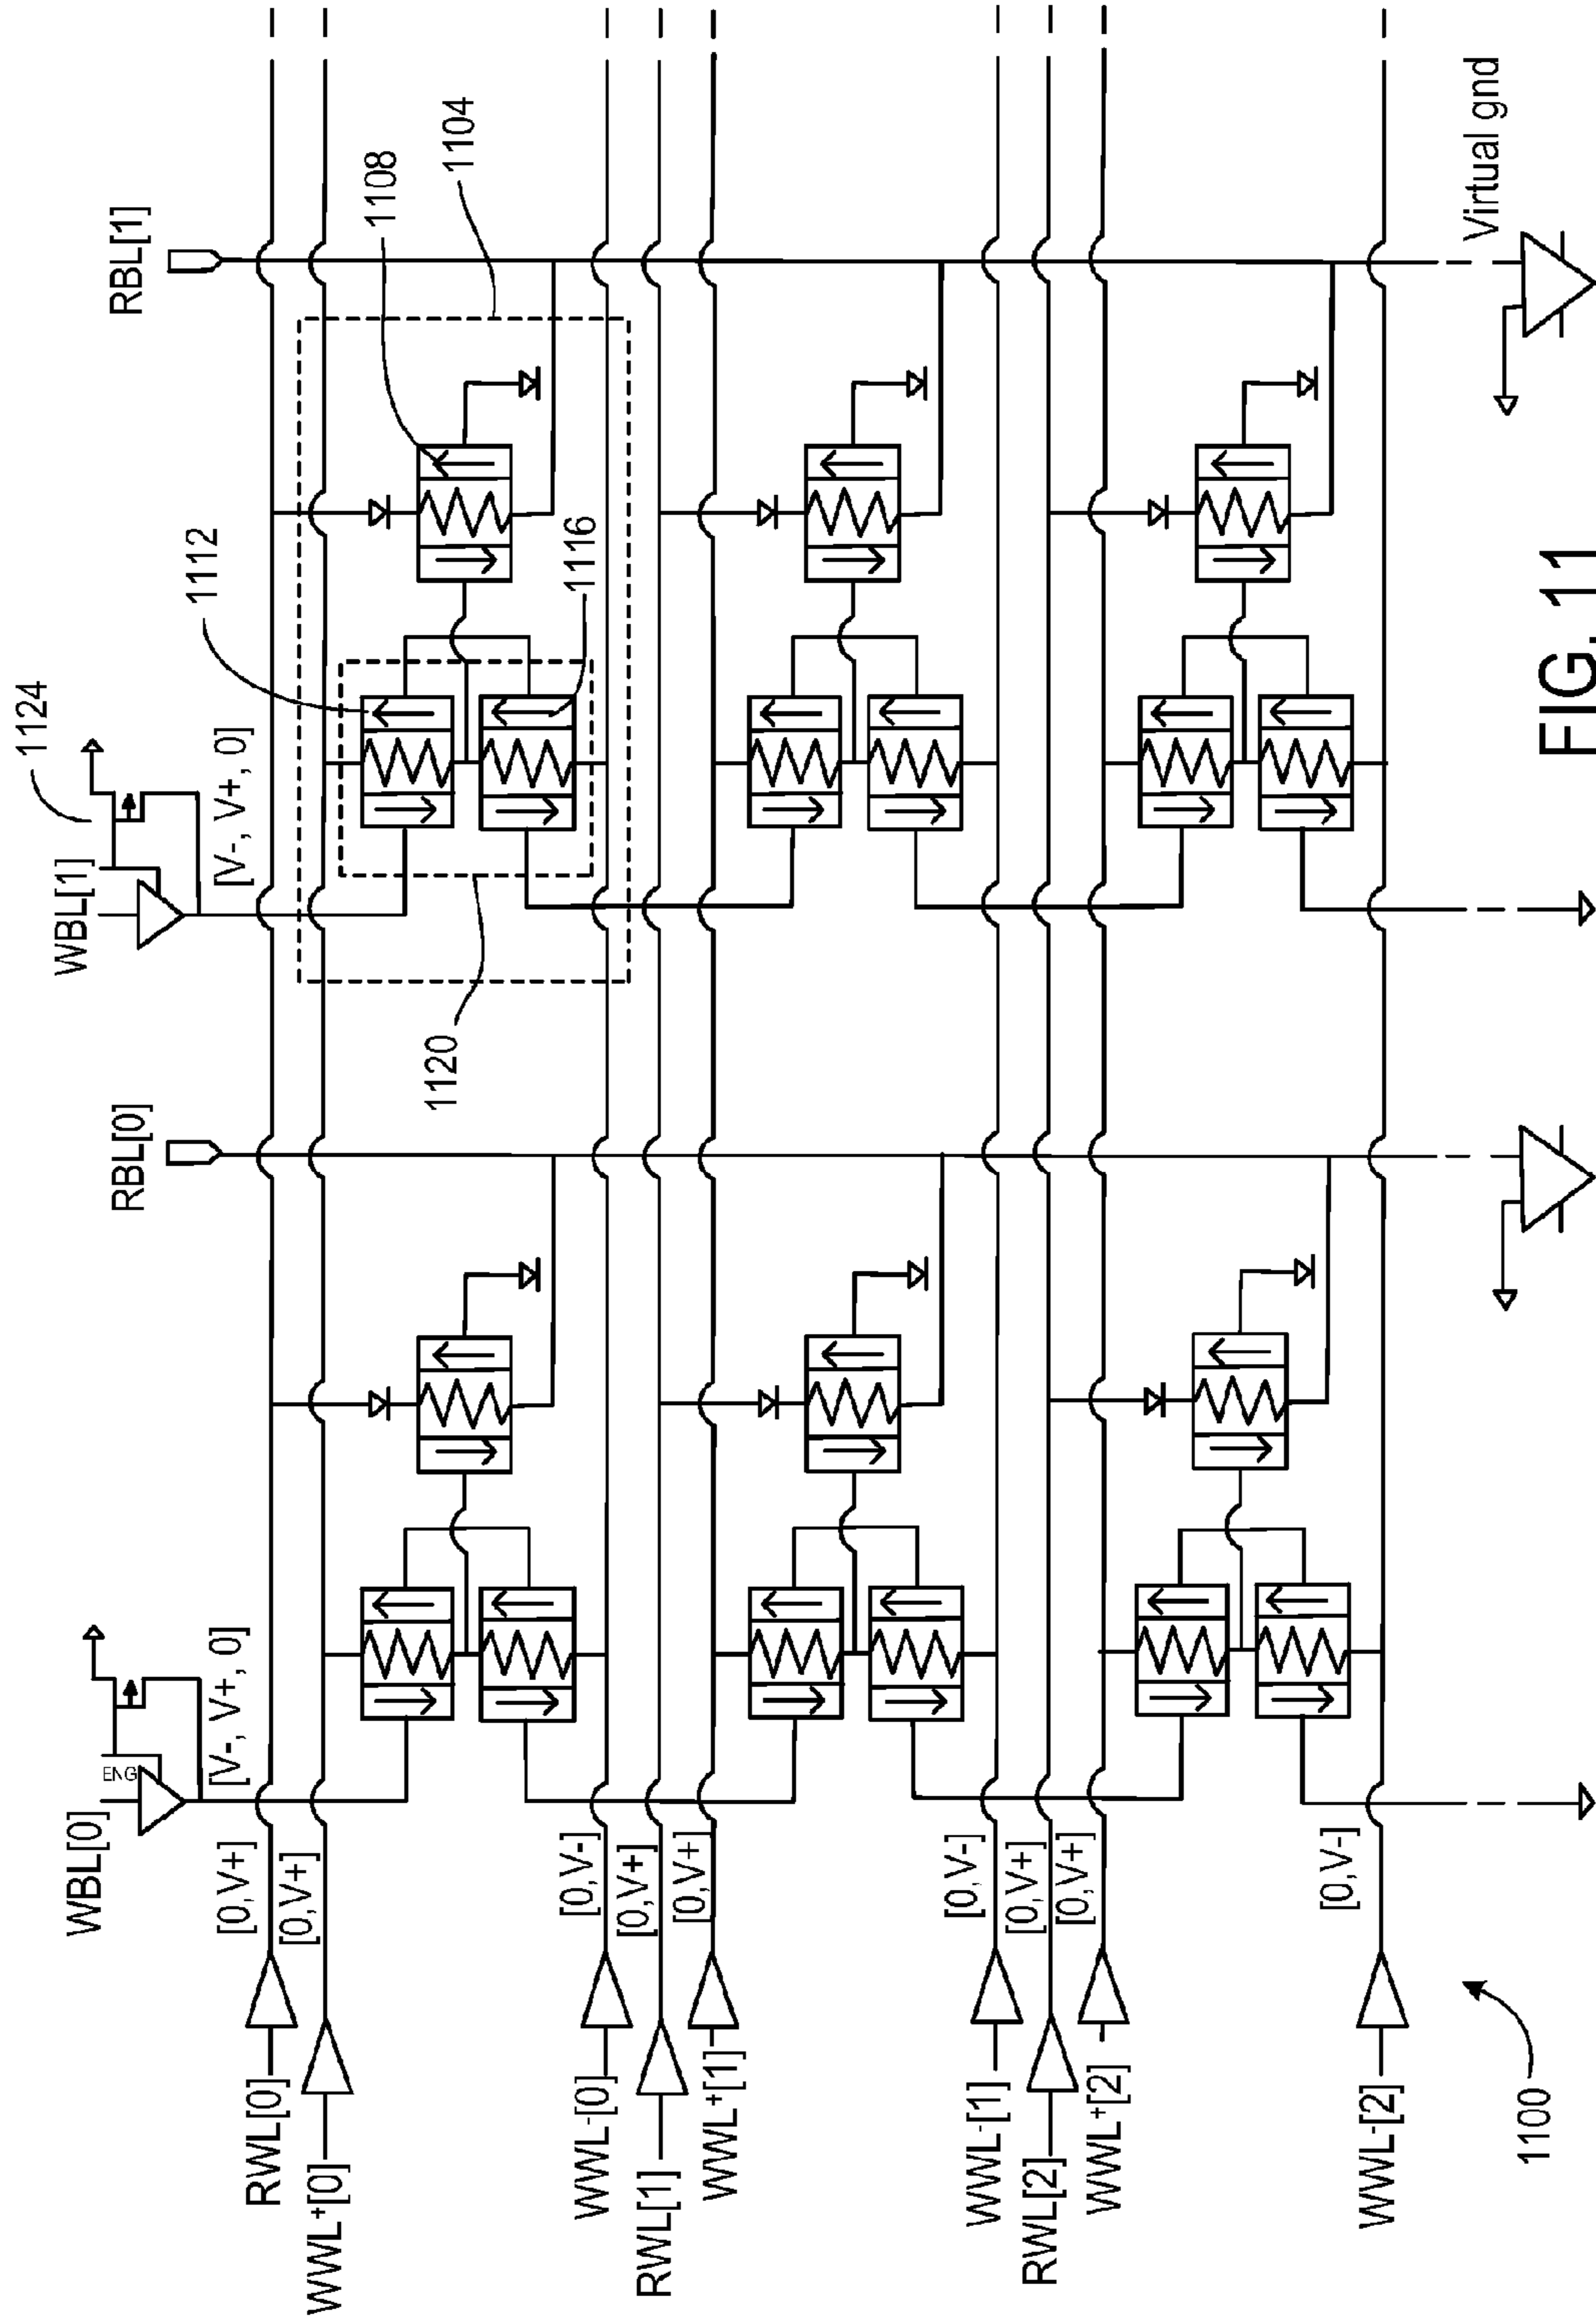 WBL[0]
ENG
[V-, V+, 0]
RBL[0]
WBL[1]
1124
[V-, V+, 0]
RBL[1]
RWL[0]
[0,V+]
WWL+[0]
[0,V+]
1112
1108
1104
1120
1116
WWL-[0]
[0,V-]
RWL[1]
[0,V+]
WWL+[1]
[0,V+]
WWL-[1]
[0,V-]
RWL[2]
[0,V+]
WWL+[2]
[0,V+]
WWL-[2]
[0,V-]
Virtual gnd
1100
FIG. 11